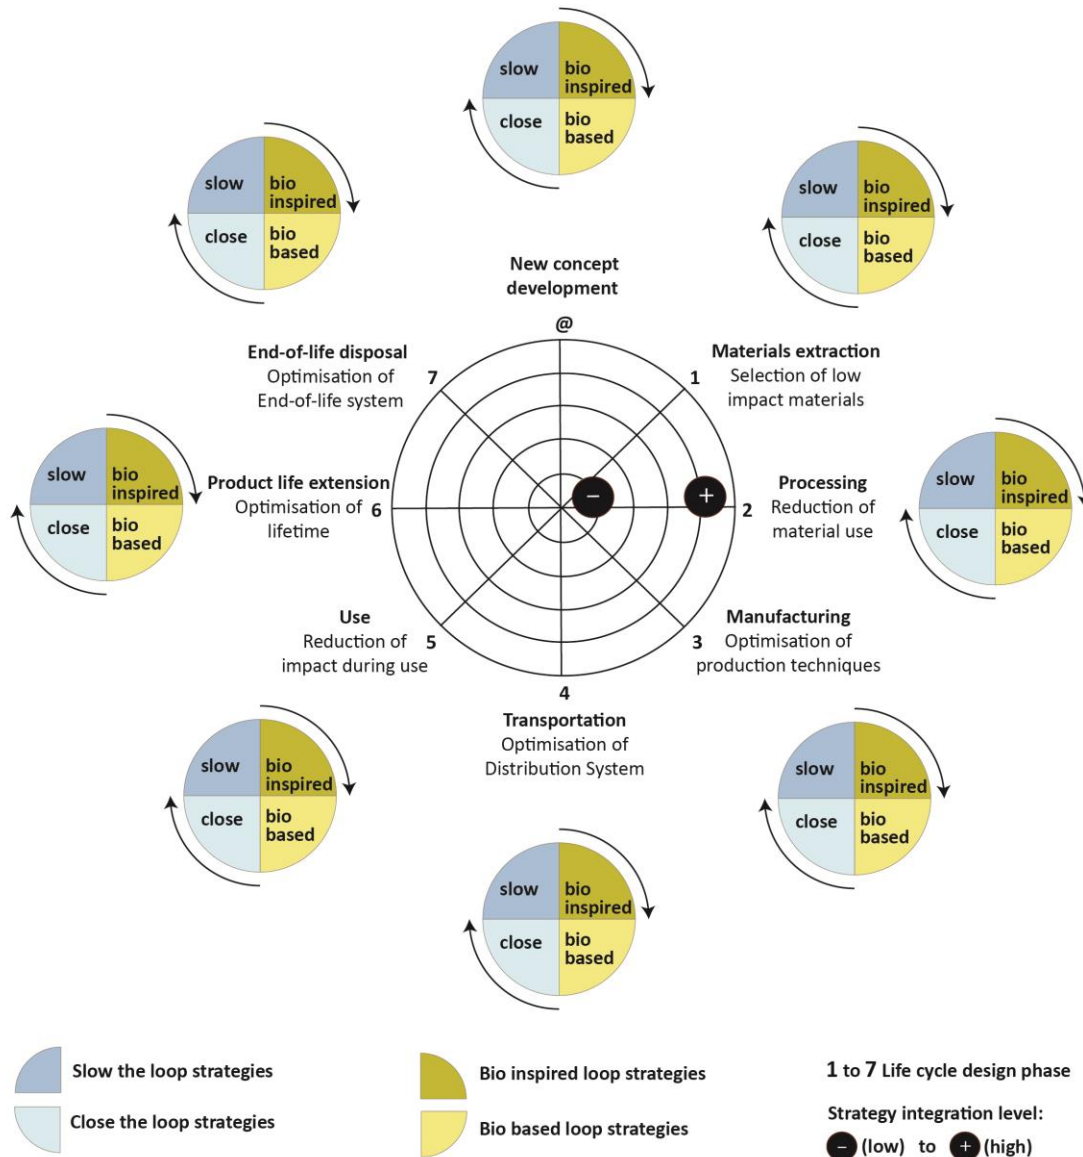 slow
bio
inspired
close
bio
based
slow
bio
inspired
close
bio
based
slow
bio
inspired
close
bio
based
New concept
development
@
End-of-life disposal
Optimisation of
End-of-life system
7
1
Materials extraction
Selection of low
impact materials
slow
bio
inspired
close
bio
based
Product life extension
Optimisation of
lifetime
6
−
+
2
Processing
Reduction of
material use
slow
bio
inspired
close
bio
based
Use
Reduction of
impact during use
5
3
Manufacturing
Optimisation of
production techniques
4
Transportation
Optimisation of
Distribution System
slow
bio
inspired
close
bio
based
slow
bio
inspired
close
bio
based
slow
bio
inspired
close
bio
based
Slow the loop strategies
Close the loop strategies
Bio inspired loop strategies
Bio based loop strategies
1 to 7 Life cycle design phase
Strategy integration level:
− (low) to + (high)